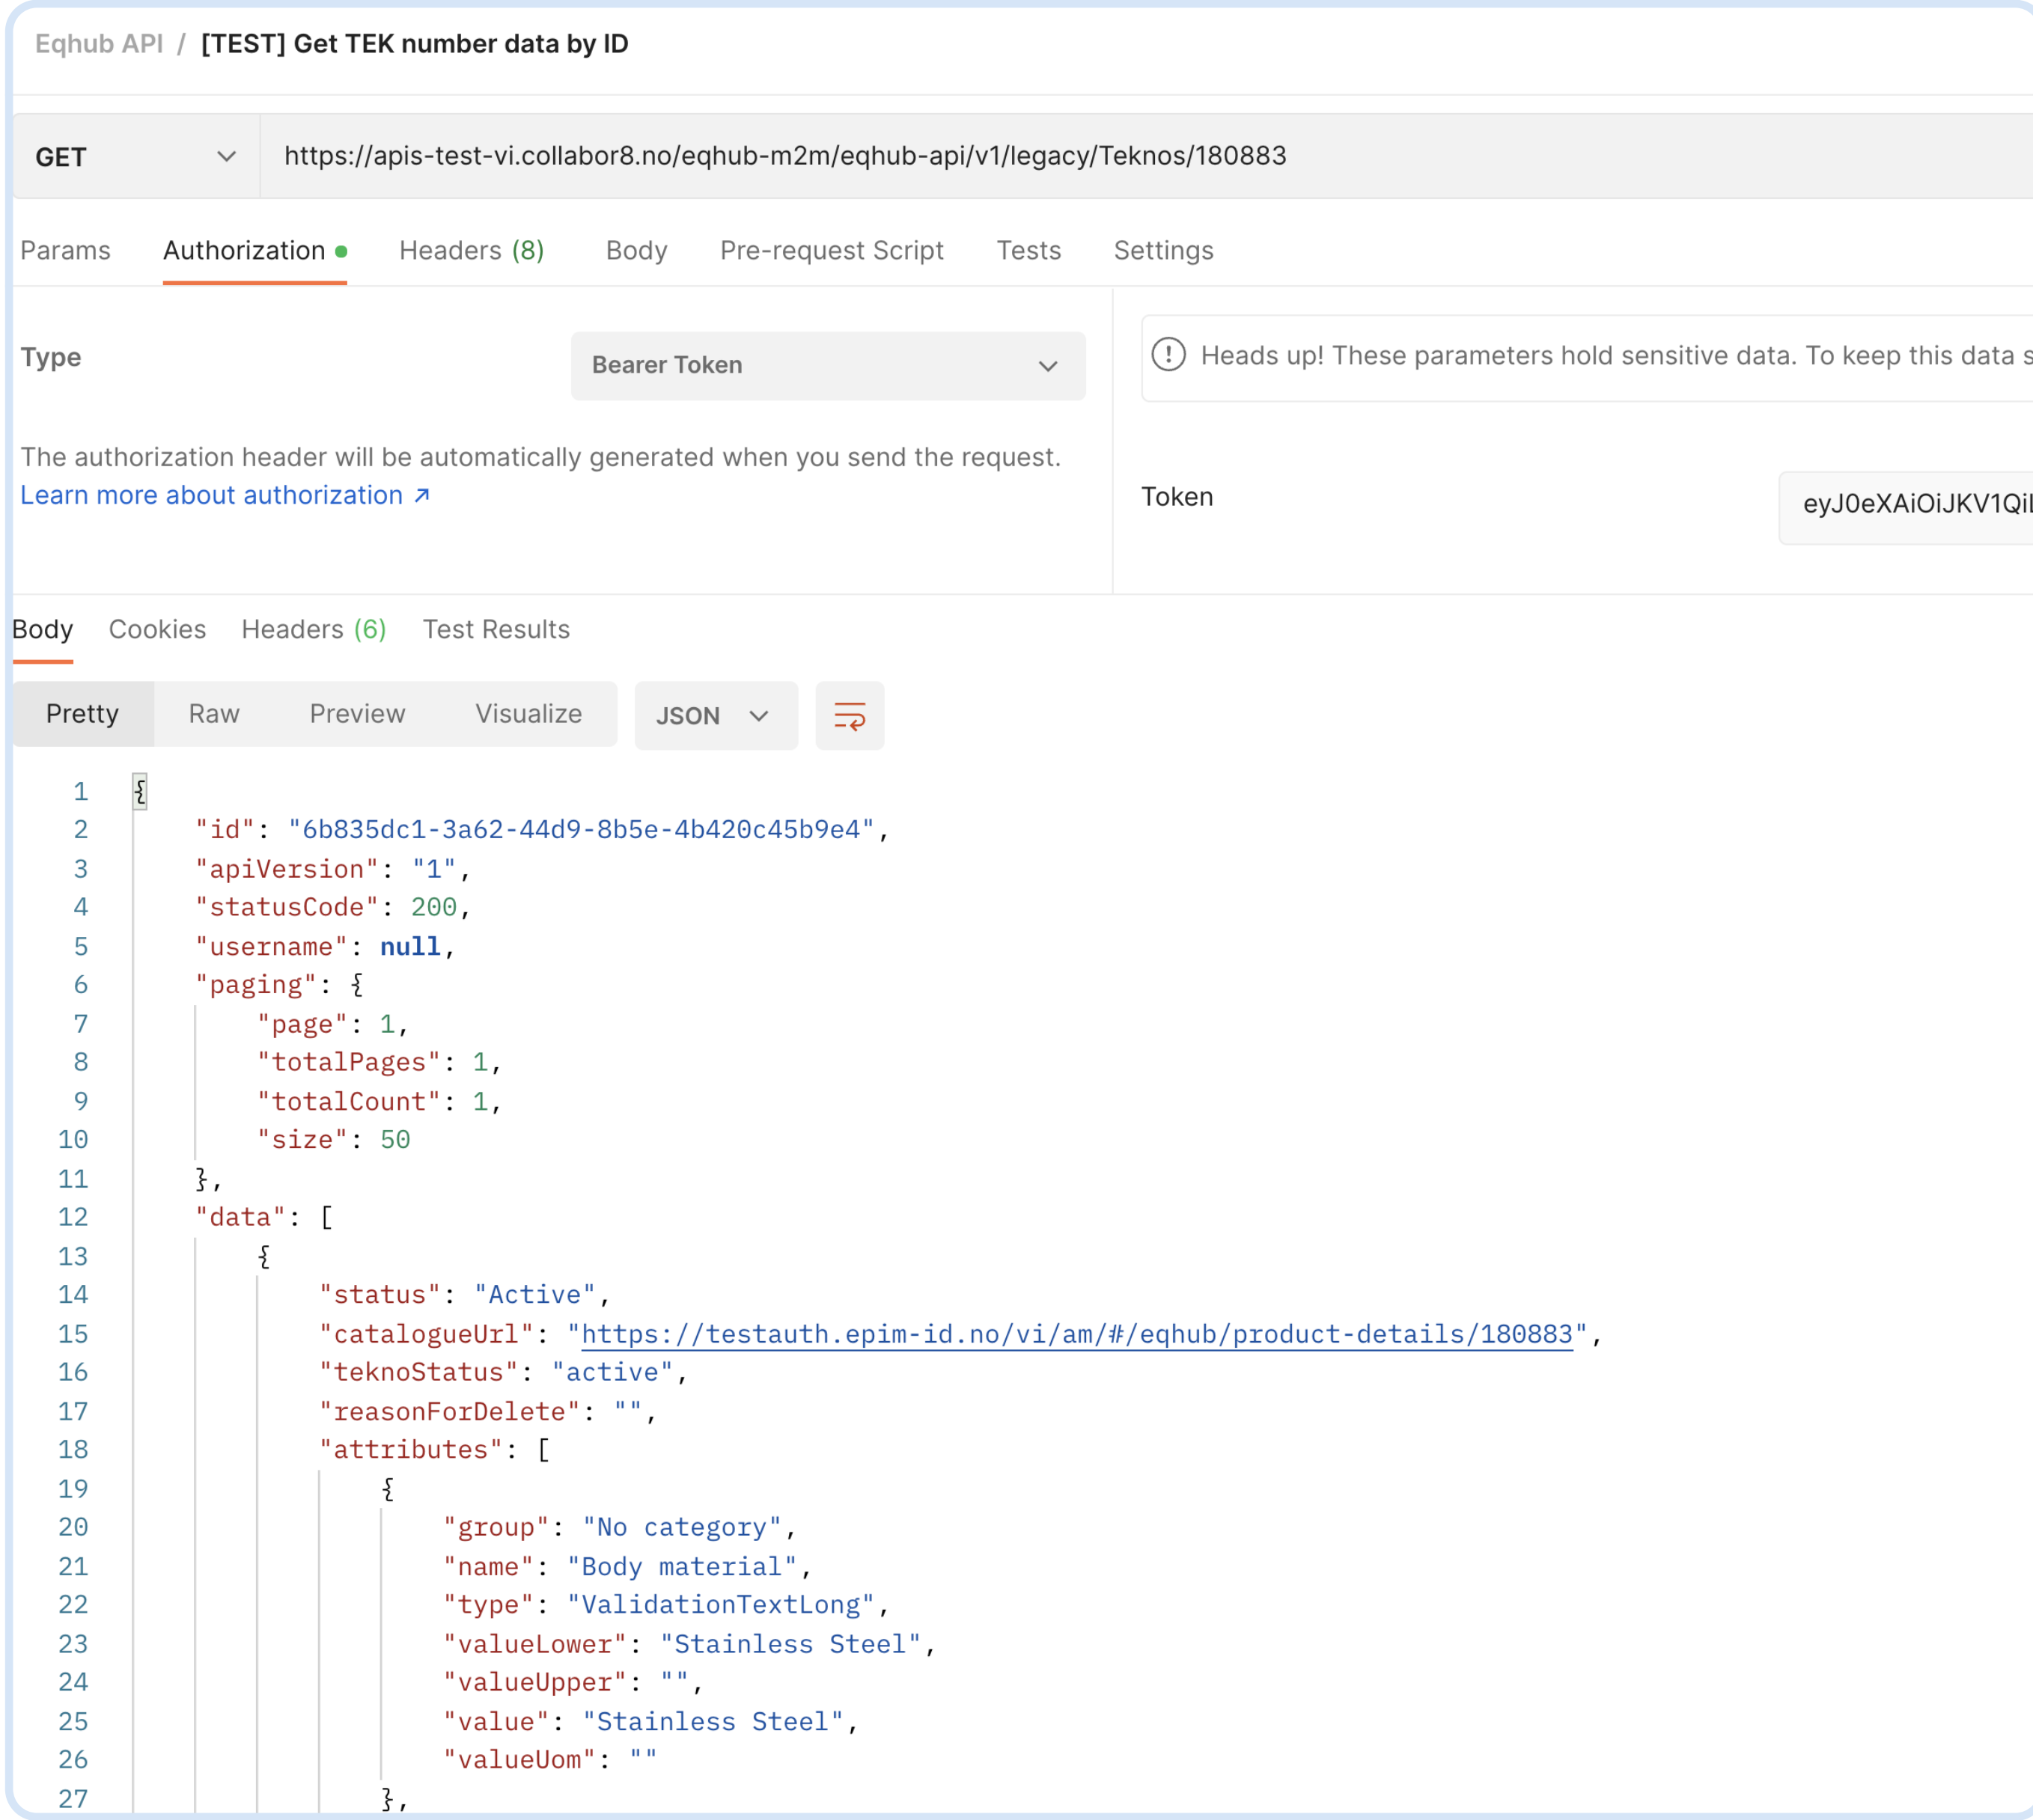 Eqhub API / [TEST] Get TEK number data by ID
GET https://apis-test-vi.collabor8.no/eqhub-m2m/eqhub-api/v1/legacy/Teknos/180883
Params Authorization Headers (8) Body Pre-request Script Tests Settings
Type Bearer Token
Heads up! These parameters hold sensitive data. To keep this data s
The authorization header will be automatically generated when you send the request.
Learn more about authorization ↗
Token eyJ0eXAiOiJKV1QiL
Body Cookies Headers (6) Test Results
Pretty Raw Preview Visualize JSON
1 {
2 "id": "6b835dc1-3a62-44d9-8b5e-4b420c45b9e4",
3 "apiVersion": "1",
4 "statusCode": 200,
5 "username": null,
6 "paging": {
7 "page": 1,
8 "totalPages": 1,
9 "totalCount": 1,
10 "size": 50
11 },
12 "data": [
13 {
14 "status": "Active",
15 "catalogueUrl": "https://testauth.epim-id.no/vi/am/#/eqhub/product-details/180883",
16 "teknoStatus": "active",
17 "reasonForDelete": "",
18 "attributes": [
19 {
20 "group": "No category",
21 "name": "Body material",
22 "type": "ValidationTextLong",
23 "valueLower": "Stainless Steel",
24 "valueUpper": "",
25 "value": "Stainless Steel",
26 "valueUom": ""
27 },